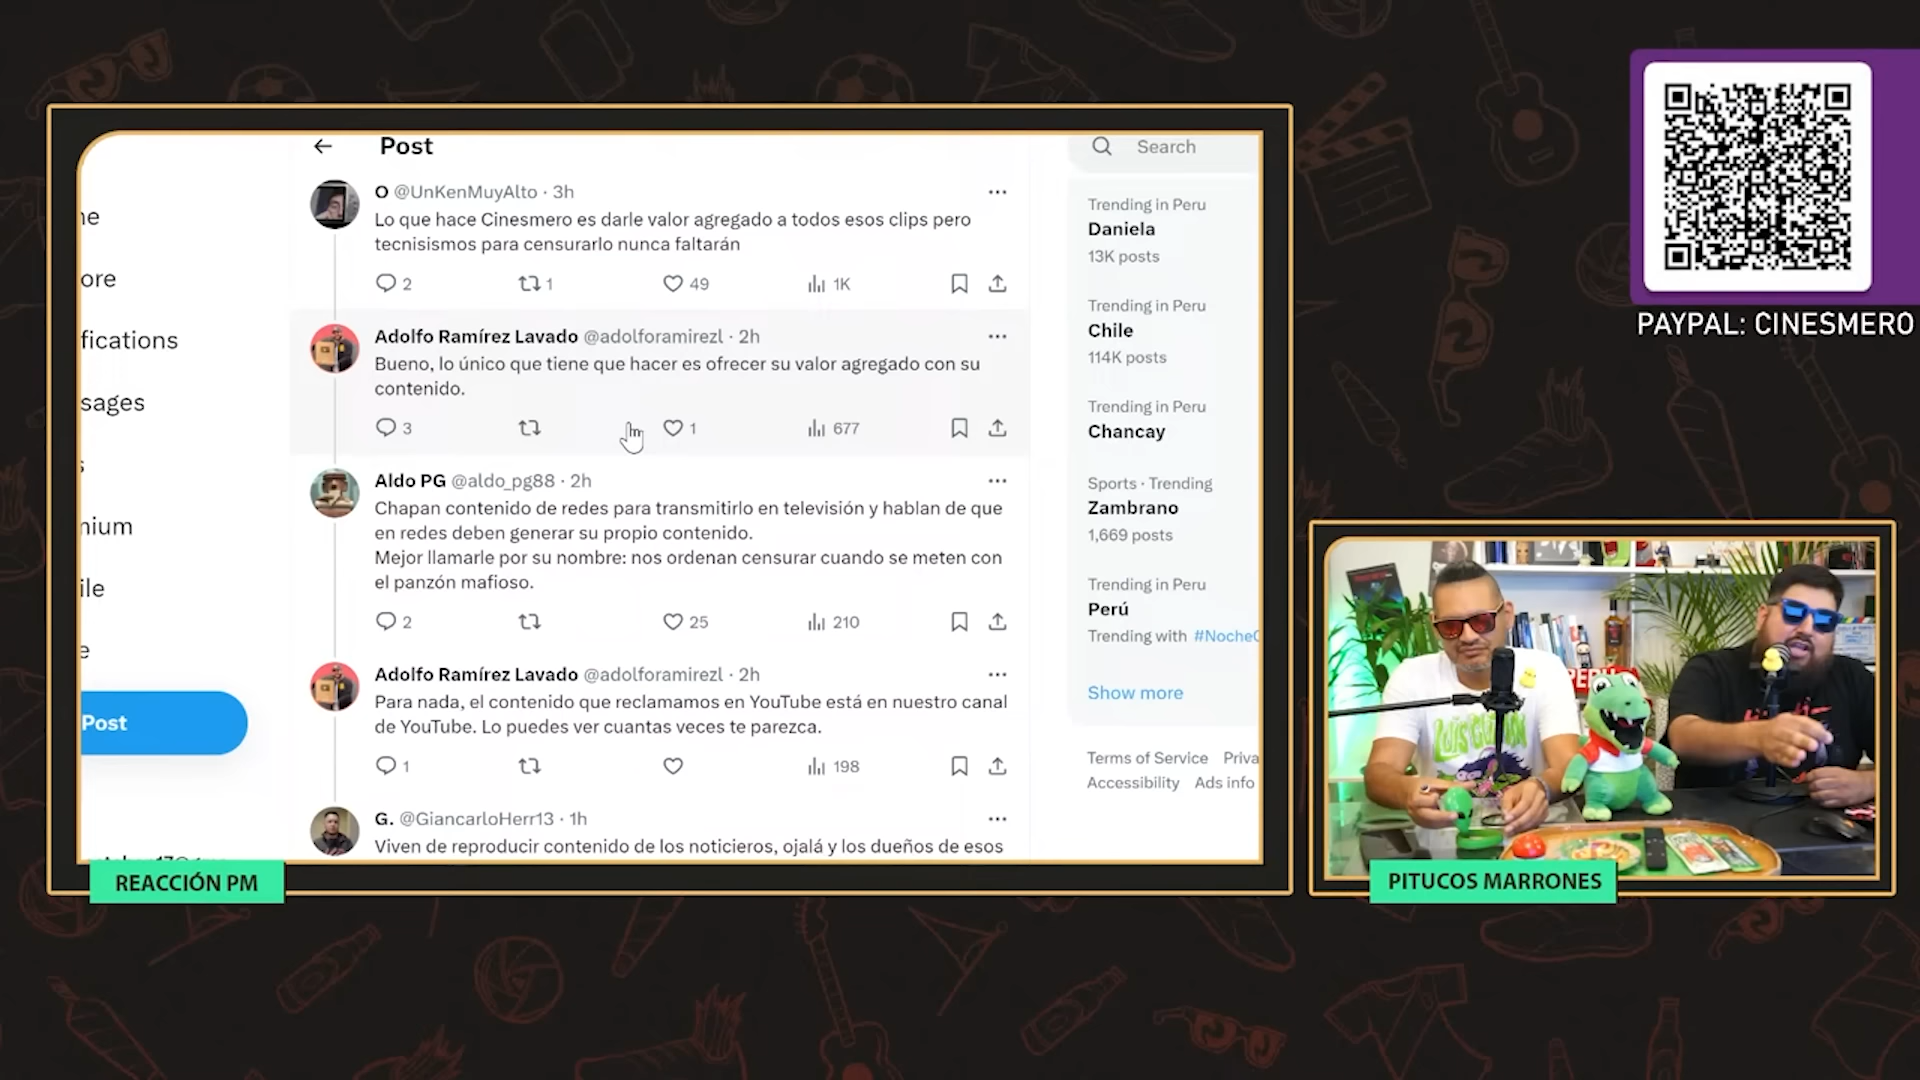 Post
Search
O @UnKenMuyAlto · 3h
Lo que hace Cinesmero es darle valor agregado a todos esos clips pero
tecnisismos para censurarlo nunca faltarán
2
1
49
1K
Adolfo Ramírez Lavado @adolforamirezl · 2h
Bueno, lo único que tiene que hacer es ofrecer su valor agregado con su
contenido.
3
1
677
Aldo PG @aldo_pg88 · 2h
Chapan contenido de redes para transmitirlo en televisión y hablan de que
en redes deben generar su propio contenido.
Mejor llamarle por su nombre: nos ordenan censurar cuando se meten con
el panzón mafioso.
2
25
210
Adolfo Ramírez Lavado @adolforamirezl · 2h
Para nada, el contenido que reclamamos en YouTube está en nuestro canal
de YouTube. Lo puedes ver cuantas veces te parezca.
1
198
G. @GiancarloHerr13 · 1h
Viven de reproducir contenido de los noticieros, ojalá y los dueños de esos
ore
fications
sages
nium
ile
e
Post
Trending in Peru
Daniela
13K posts
Trending in Peru
Chile
114K posts
Trending in Peru
Chancay
Sports · Trending
Zambrano
1,669 posts
Trending in Peru
Perú
Trending with #NocheC
Show more
Terms of Service Priva
Accessibility Ads info
PAYPAL: CINESMERO
PERÚ
REACCIÓN PM
PITUCOS MARRONES